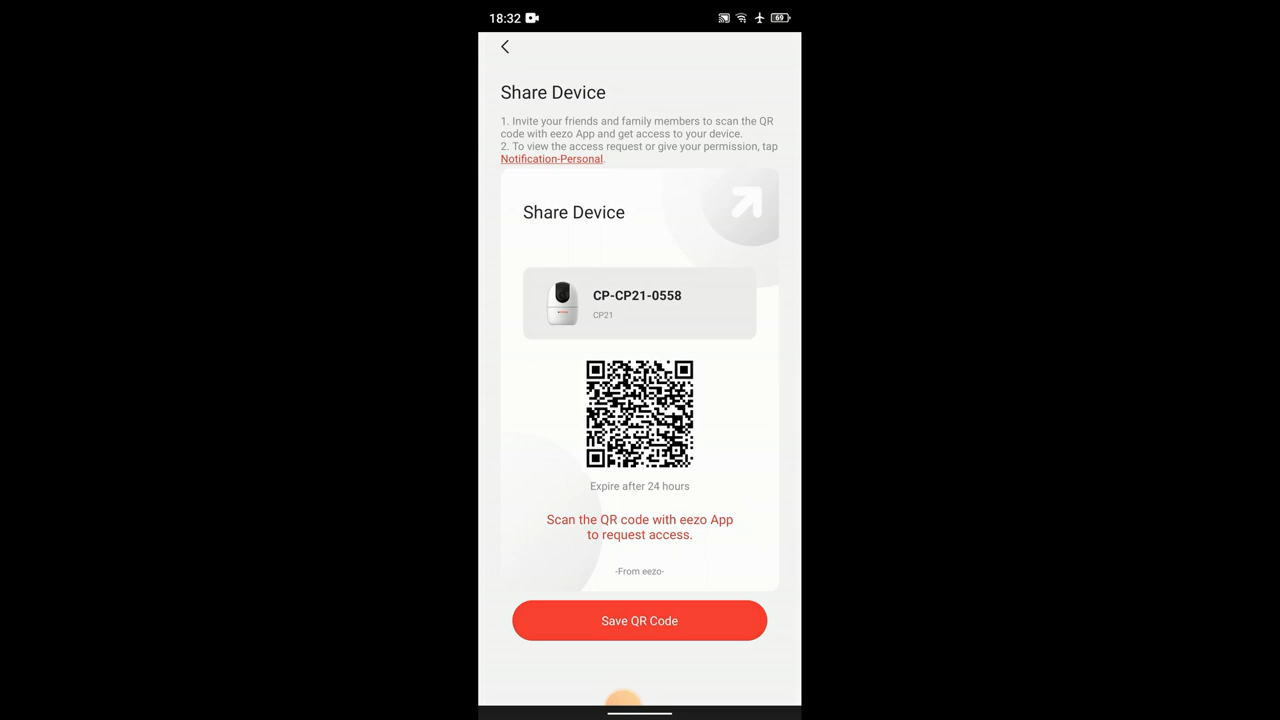 18:32
69
Share Device
1. Invite your friends and family members to scan the QR
code with eezo App and get access to your device.
2. To view the access request or give your permission, tap
Notification-Personal.
Share Device
CP-CP21-0558
CP21
Expire after 24 hours
Scan the QR code with eezo App
to request access.
-From eezo-
Save QR Code